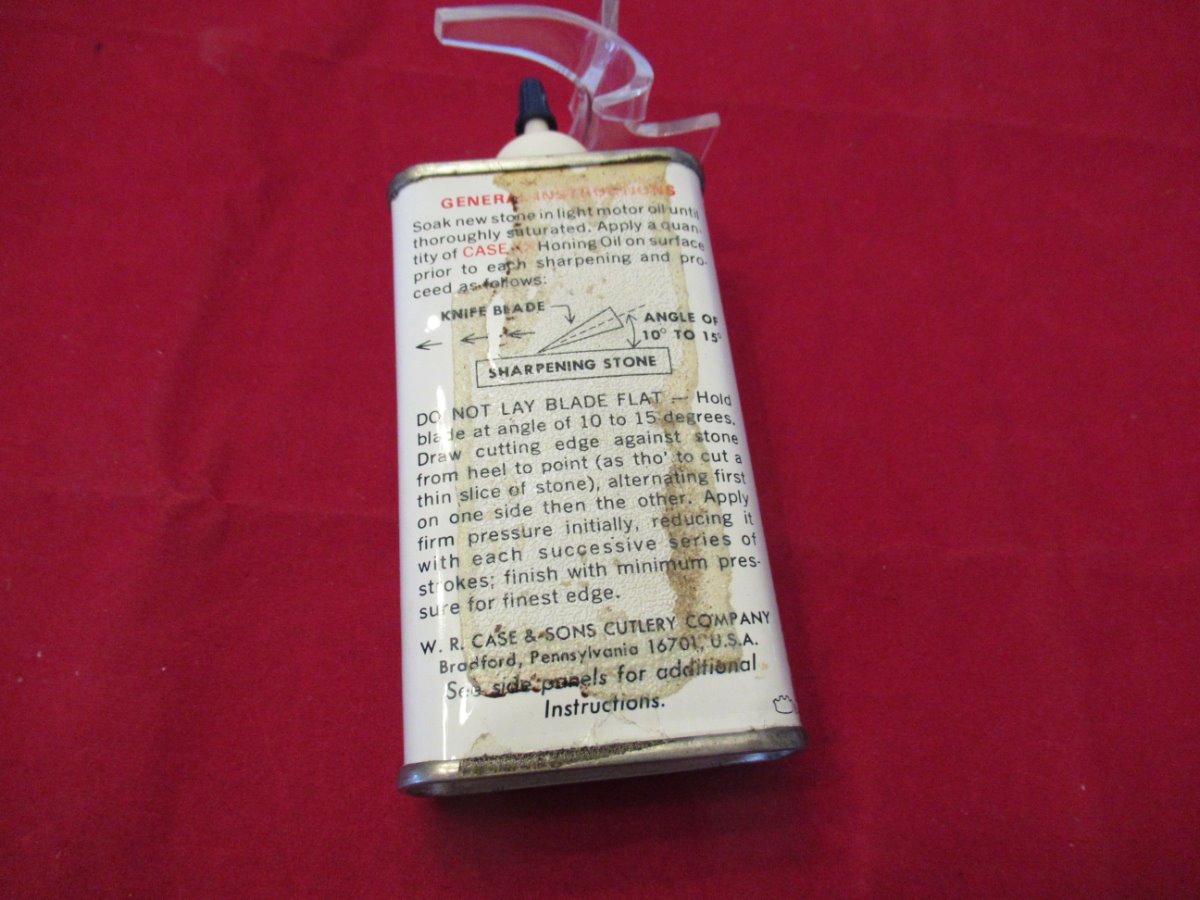 GENERAL INSTRUCTIONS
Soak new stone in light motor oil until
thoroughly saturated. Apply a quan-
tity of CASE XX Honing Oil on surface
prior to each sharpening and pro-
ceed as follows:
KNIFE BLADE
ANGLE OF
10° TO 15°
SHARPENING STONE
DO NOT LAY BLADE FLAT — Hold
blade at angle of 10 to 15 degrees.
Draw cutting edge against stone
from heel to point (as tho' to cut a
thin slice of stone), alternating first
on one side then the other. Apply
firm pressure initially, reducing it
with each successive series of
strokes; finish with minimum pres-
sure for finest edge.
W. R. CASE & SONS CUTLERY COMPANY
Bradford, Pennsylvania 16701, U.S.A.
See side panels for additional
Instructions.